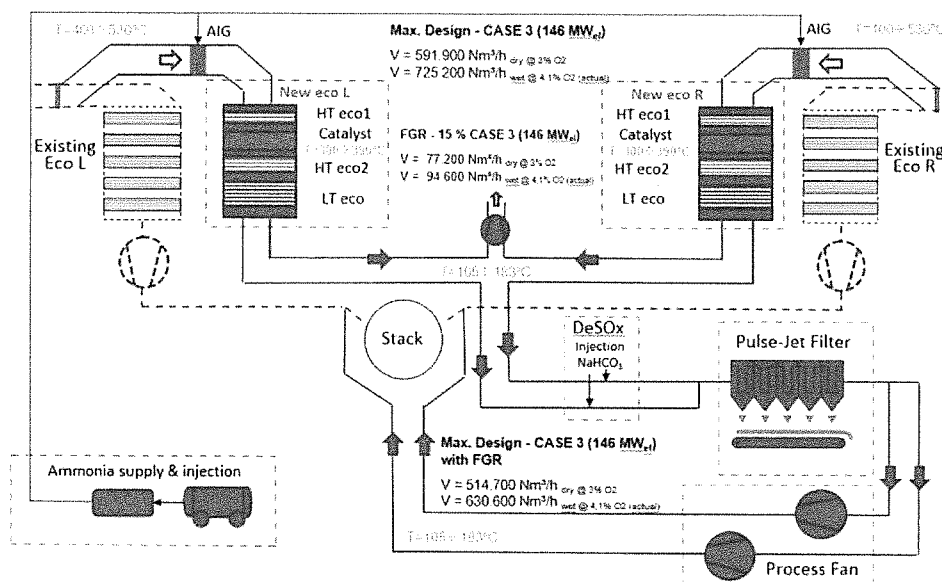 AIG
Max. Design - CASE 3 (146 MWel)
V = 591.900 Nm³/h dry @ 3% O2
V = 725.200 Nm³/h wet @ 4,1% O2 (actual)
AIG
New eco L
HT eco1
Catalyst
HT eco2
LT eco
Existing
Eco L
FGR - 15 % CASE 3 (146 MWel)
V = 77.200 Nm³/h dry @ 3% O2
V = 94.600 Nm³/h wet @ 4,1% O2 (actual)
New eco R
HT eco1
Catalyst
HT eco2
LT eco
Existing
Eco R
T=105 ÷ 183°C
Stack
DeSOx
Injection
NaHCO3
Pulse-Jet Filter
Max. Design - CASE 3 (146 MWel)
with FGR
V = 514.700 Nm³/h dry @ 3% O2
V = 630.600 Nm³/h wet @ 4,1% O2 (actual)
Ammonia supply & injection
T=105 ÷ 183°C
Process Fan